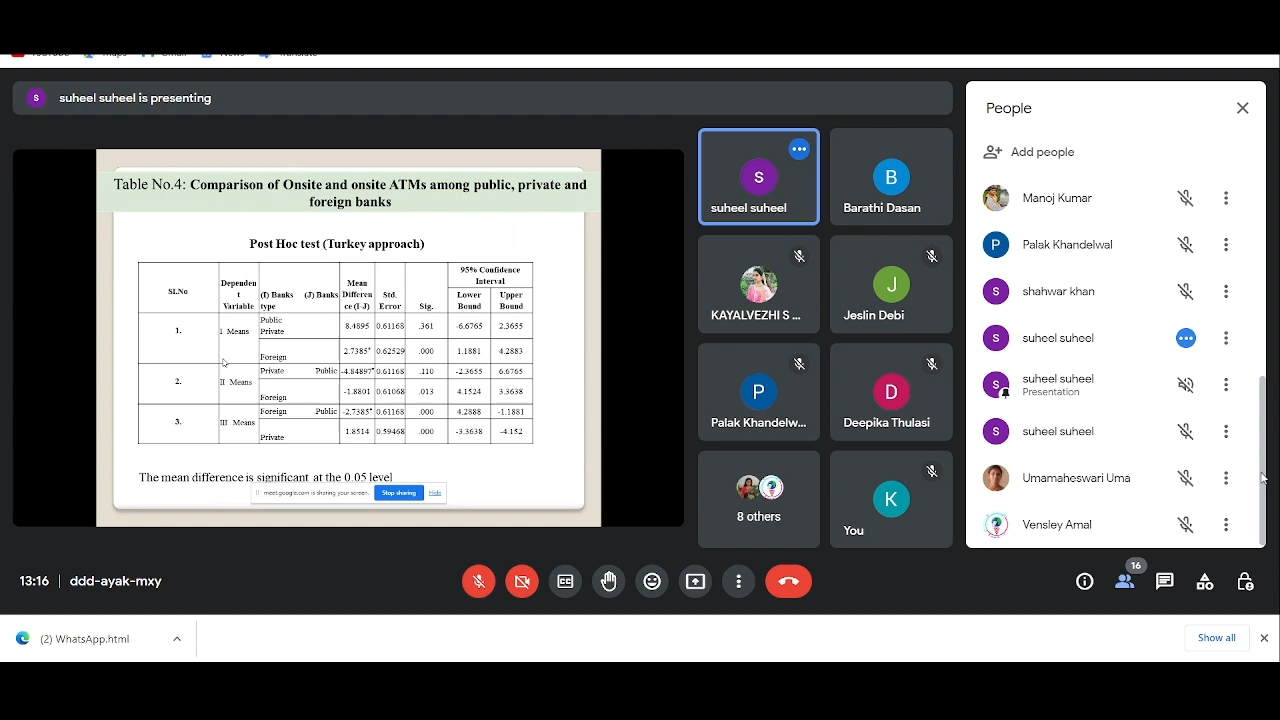 suheel suheel is presenting
Table No.4: Comparison of Onsite and onsite ATMs among public, private and
foreign banks
Post Hoc test (Turkey approach)
Sl.No Dependen t Variable (I) Banks type (J) Banks Mean Differen ce (I-J) Std. Error Sig. 95% Confidence Interval
Lower Bound Upper Bound
1. I Means Public Private 8.4895 0.61168 .361 -6.6765 2.3655
Foreign 2.7385* 0.62529 .000 1.1881 4.2883
2. II Means Private Public -4.84897* 0.61168 .110 -2.3655 6.6765
Foreign -1.8801 0.61068 .013 4.1524 3.3638
3. III Means Foreign Public -2.7385* 0.61168 .000 4.2888 -1.1881
Private 1.8514 0.59468 .000 -3.3638 -4.152
The mean difference is significant at the 0.05 level
meet.google.com is sharing your screen. Stop sharing Hide
S
suheel suheel
B
Barathi Dasan
KAYALVEZHI S ...
J
Jeslin Debi
P
Palak Khandelw...
D
Deepika Thulasi
8 others
K
You
People
Add people
Manoj Kumar
P Palak Khandelwal
S shahwar khan
S suheel suheel
S suheel suheel
Presentation
S suheel suheel
Umamaheswari Uma
Vensley Amal
13:16 | ddd-ayak-mxy
16
(2) WhatsApp.html
Show all